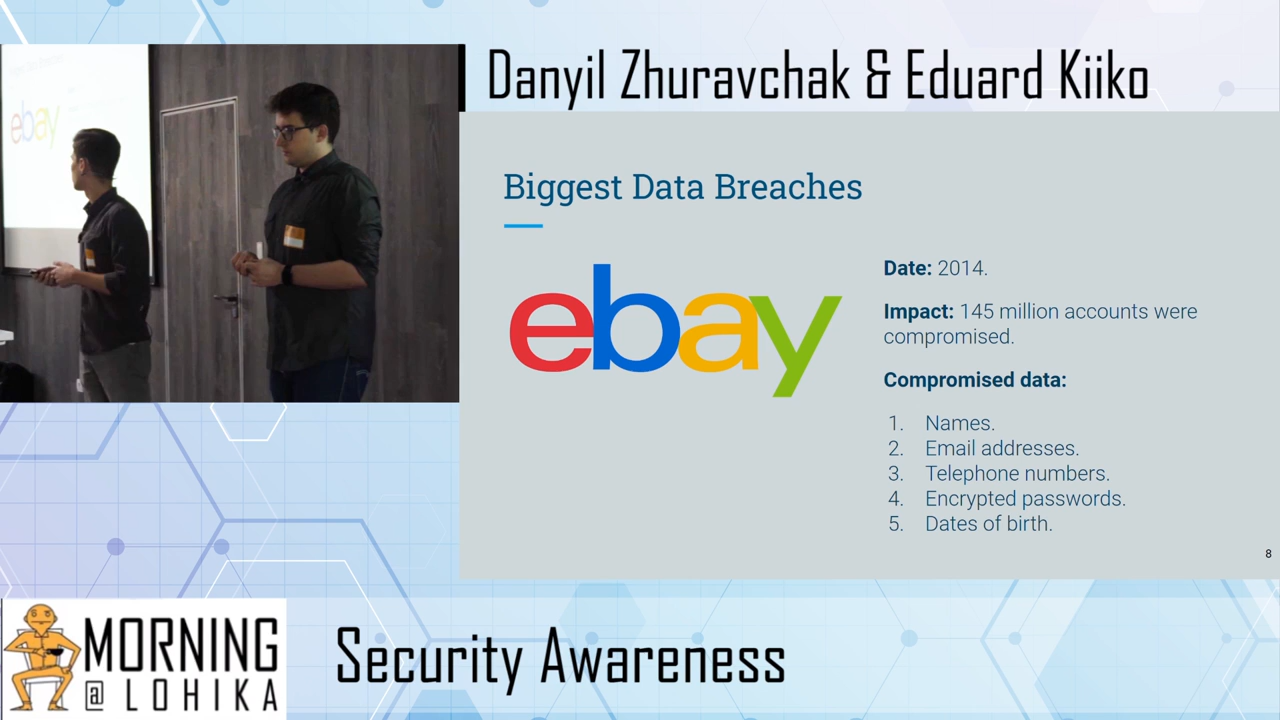 Danyil Zhuravchak & Eduard Kiiko
ebay
Biggest Data Breaches
ebay
Date: 2014.
Impact: 145 million accounts were
compromised.
Compromised data:
1. Names.
2. Email addresses.
3. Telephone numbers.
4. Encrypted passwords.
5. Dates of birth.
8
MORNING
@ LOHIKA
Security Awareness